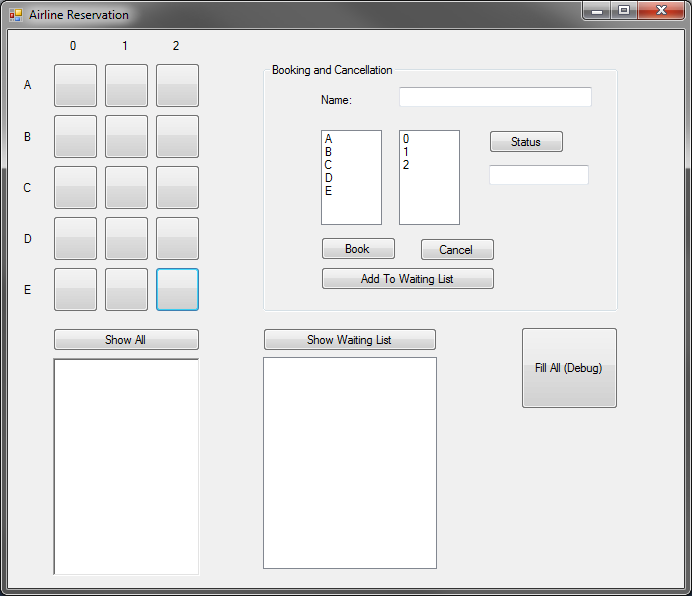 Airline Reservation
0 1 2
A
B
C
D
E
Booking and Cancellation
Name:
A
B
C
D
E
0
1
2
Status
Book
Cancel
Add To Waiting List
Show All
Show Waiting List
Fill All (Debug)